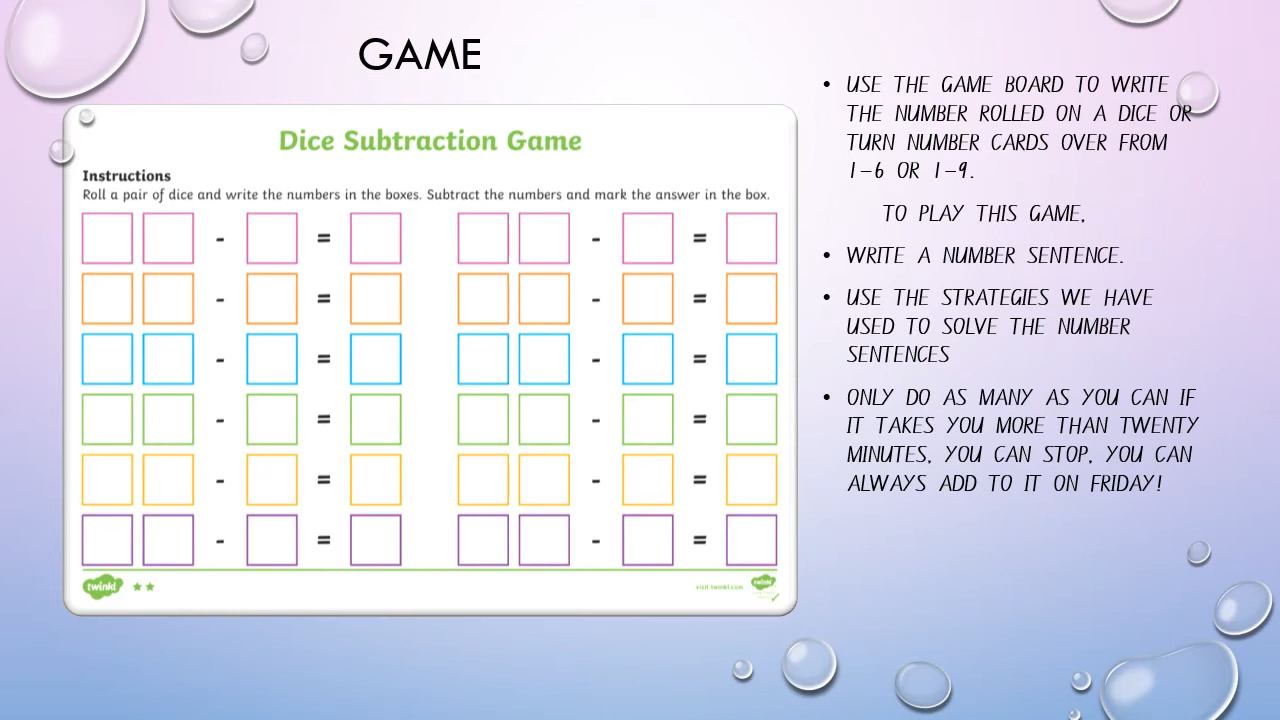 GAME
Dice Subtraction Game
Instructions
Roll a pair of dice and write the numbers in the boxes. Subtract the numbers and mark the answer in the box.
- = - =
- = - =
- = - =
- = - =
- = - =
- = - =
twinkl
visit twinkl.com
twinkl
• USE THE GAME BOARD TO WRITE
THE NUMBER ROLLED ON A DICE OR
TURN NUMBER CARDS OVER FROM
1-6 OR 1-9.
TO PLAY THIS GAME,
• WRITE A NUMBER SENTENCE.
• USE THE STRATEGIES WE HAVE
USED TO SOLVE THE NUMBER
SENTENCES
• ONLY DO AS MANY AS YOU CAN IF
IT TAKES YOU MORE THAN TWENTY
MINUTES, YOU CAN STOP, YOU CAN
ALWAYS ADD TO IT ON FRIDAY!